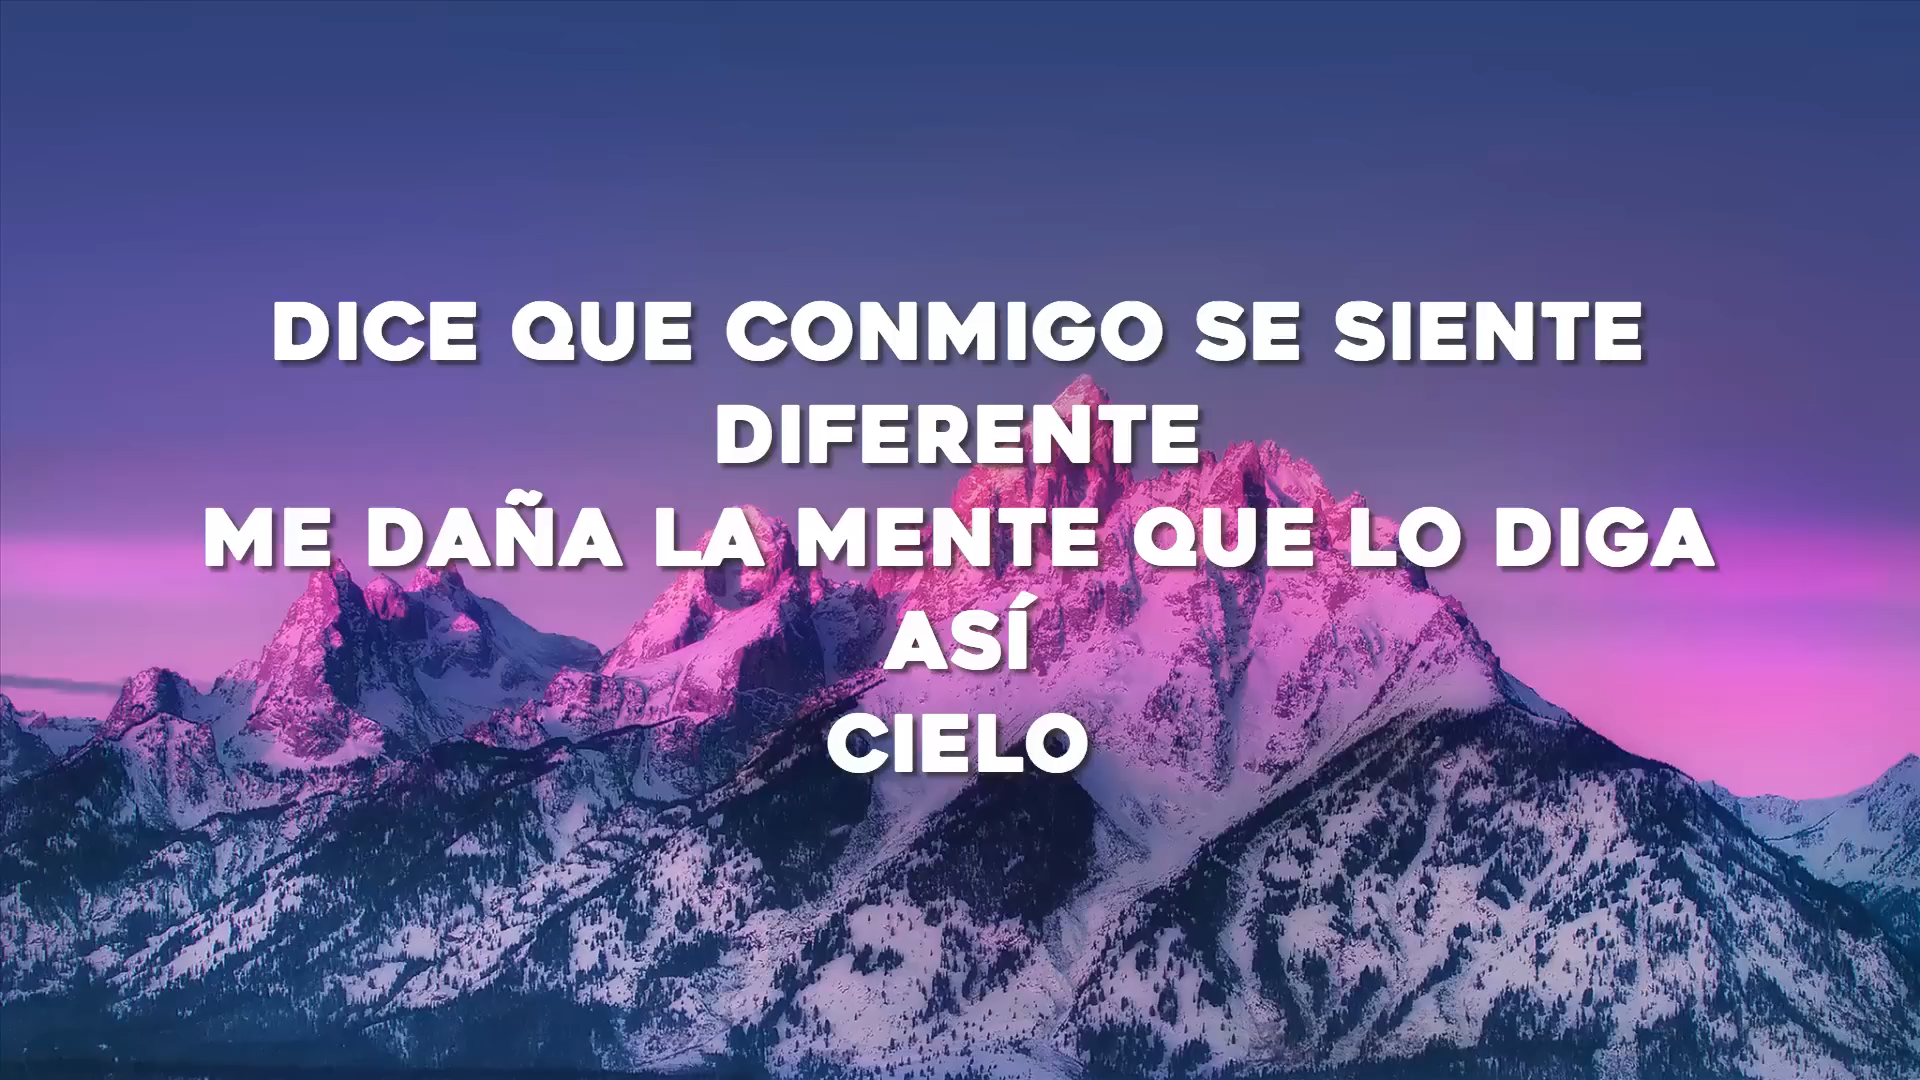 DICE QUE CONMIGO SE SIENTE
DIFERENTE
ME DAÑA LA MENTE QUE LO DIGA
ASÍ
CIELO